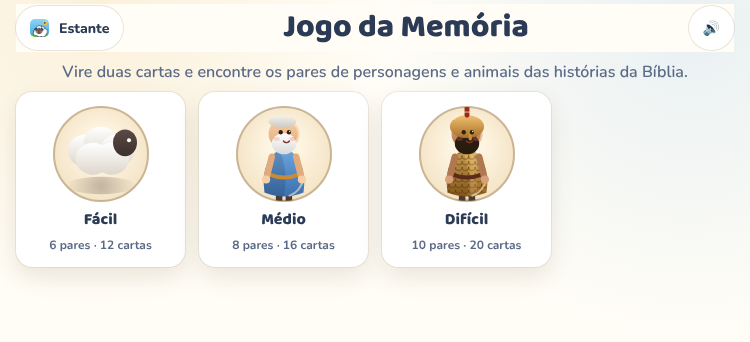 Estante
Jogo da Memória
Vire duas cartas e encontre os pares de personagens e animais das histórias da Bíblia.
Fácil
6 pares · 12 cartas
Médio
8 pares · 16 cartas
Difícil
10 pares · 20 cartas